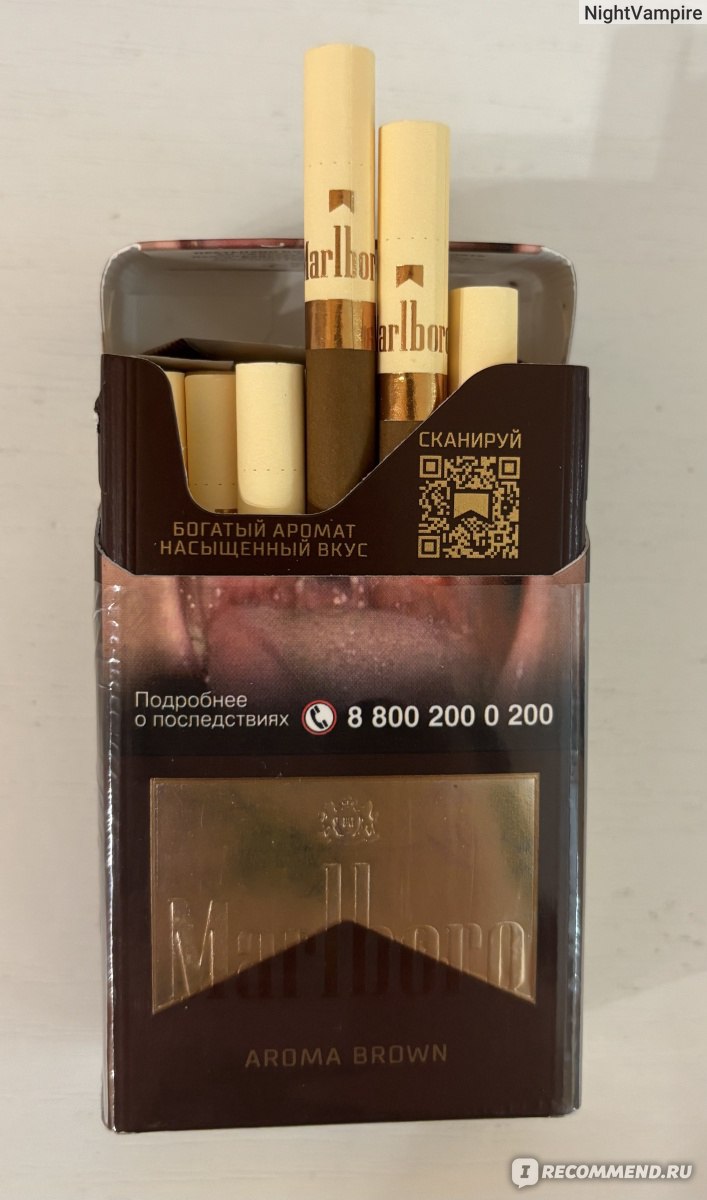 NightVampire
Marlboro
Marlboro
СКАНИРУЙ
БОГАТЫЙ АРОМАТ
НАСЫЩЕННЫЙ ВКУС
Подробнее
о последствиях
8 800 200 0 200
Marlboro
AROMA BROWN
IRECOMMEND.RU